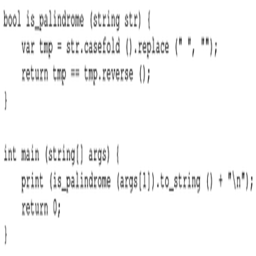 bool is_palindrome (string str) {
    var tmp = str.casefold ().replace (" ", "");
    return tmp == tmp.reverse ();
}

int main (string[] args) {
    print (is_palindrome (args[1]).to_string () + "\n");
    return 0;
}